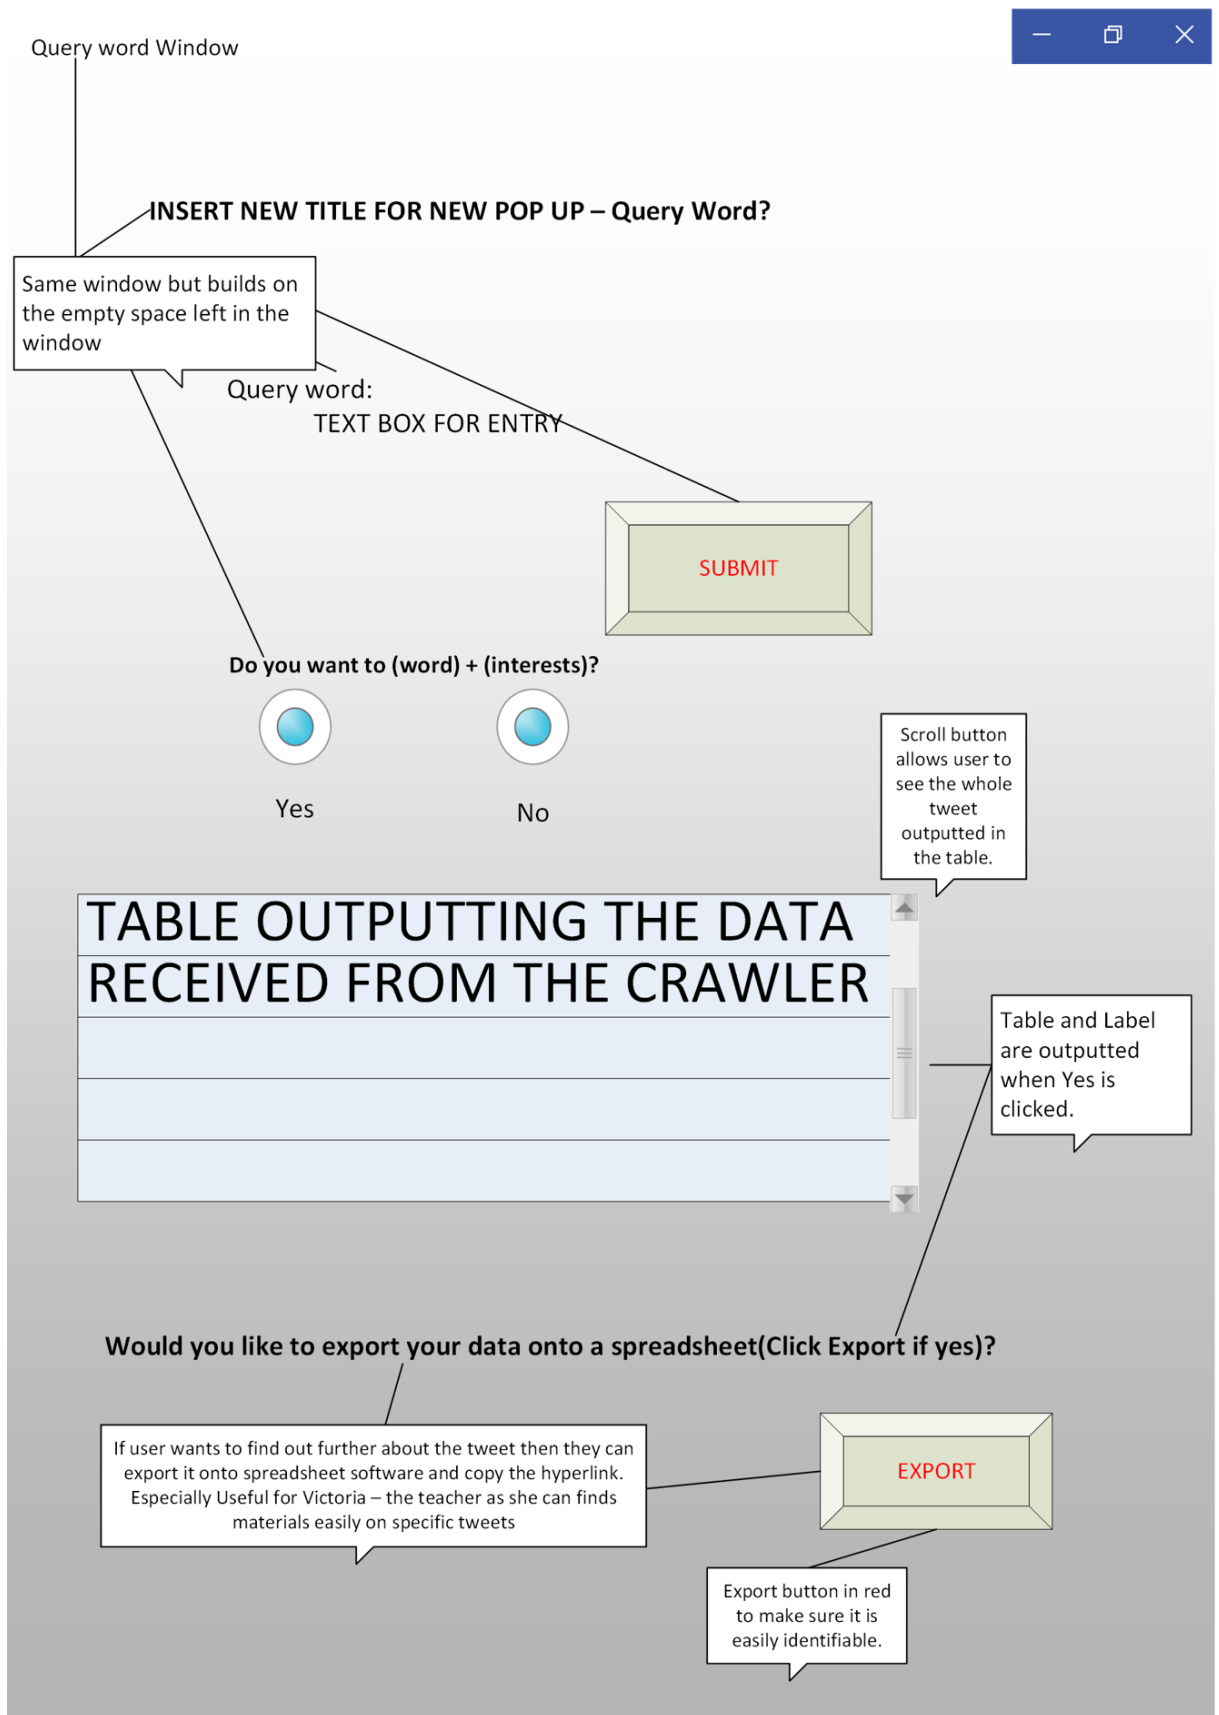 Query word Window
INSERT NEW TITLE FOR NEW POP UP – Query Word?
Same window but builds on
the empty space left in the
window
Query word:
TEXT BOX FOR ENTRY
SUBMIT
Do you want to (word) + (interests)?
Yes
No
Scroll button
allows user to
see the whole
tweet
outputted in
the table.
TABLE OUTPUTTING THE DATA
RECEIVED FROM THE CRAWLER
Table and Label
are outputted
when Yes is
clicked.
Would you like to export your data onto a spreadsheet(Click Export if yes)?
If user wants to find out further about the tweet then they can
export it onto spreadsheet software and copy the hyperlink.
Especially Useful for Victoria – the teacher as she can finds
materials easily on specific tweets
EXPORT
Export button in red
to make sure it is
easily identifiable.